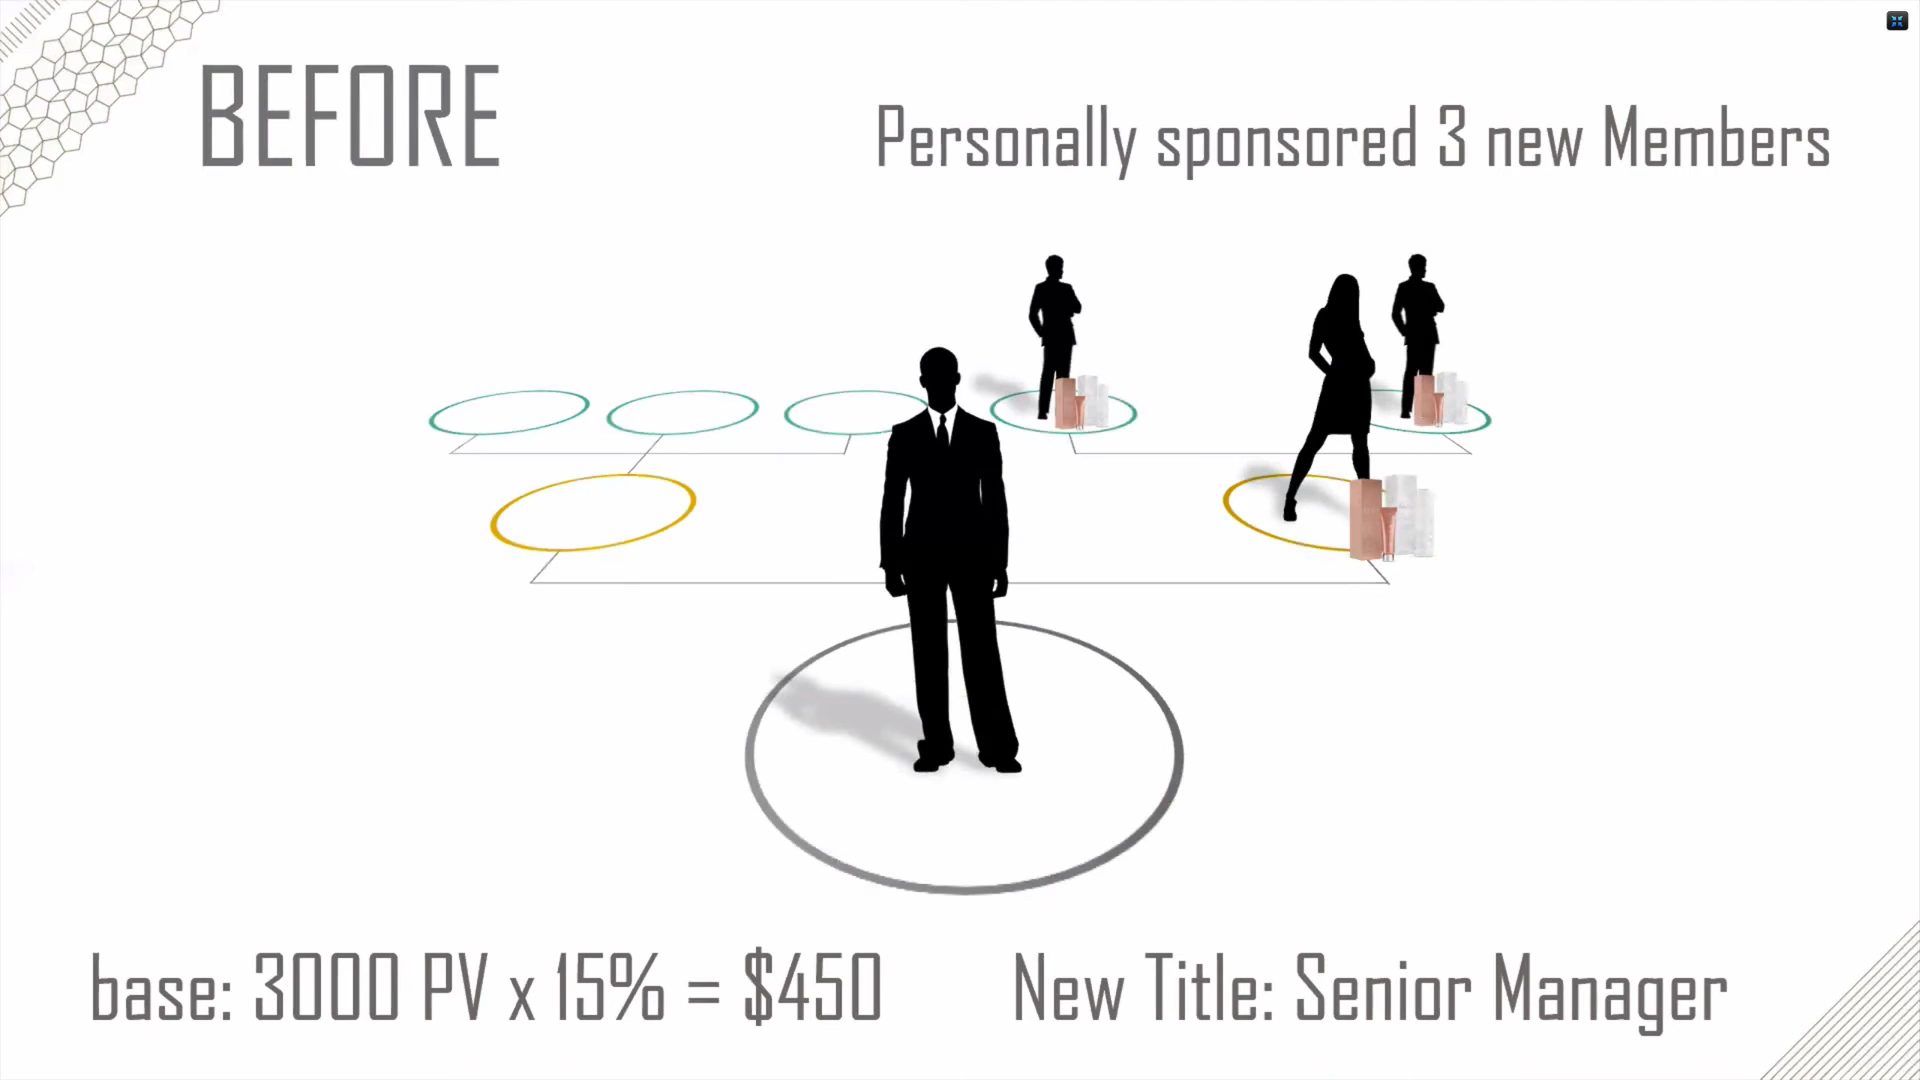 BEFORE
Personally sponsored 3 new Members
base: 3000 PV x 15% = $450
New Title: Senior Manager